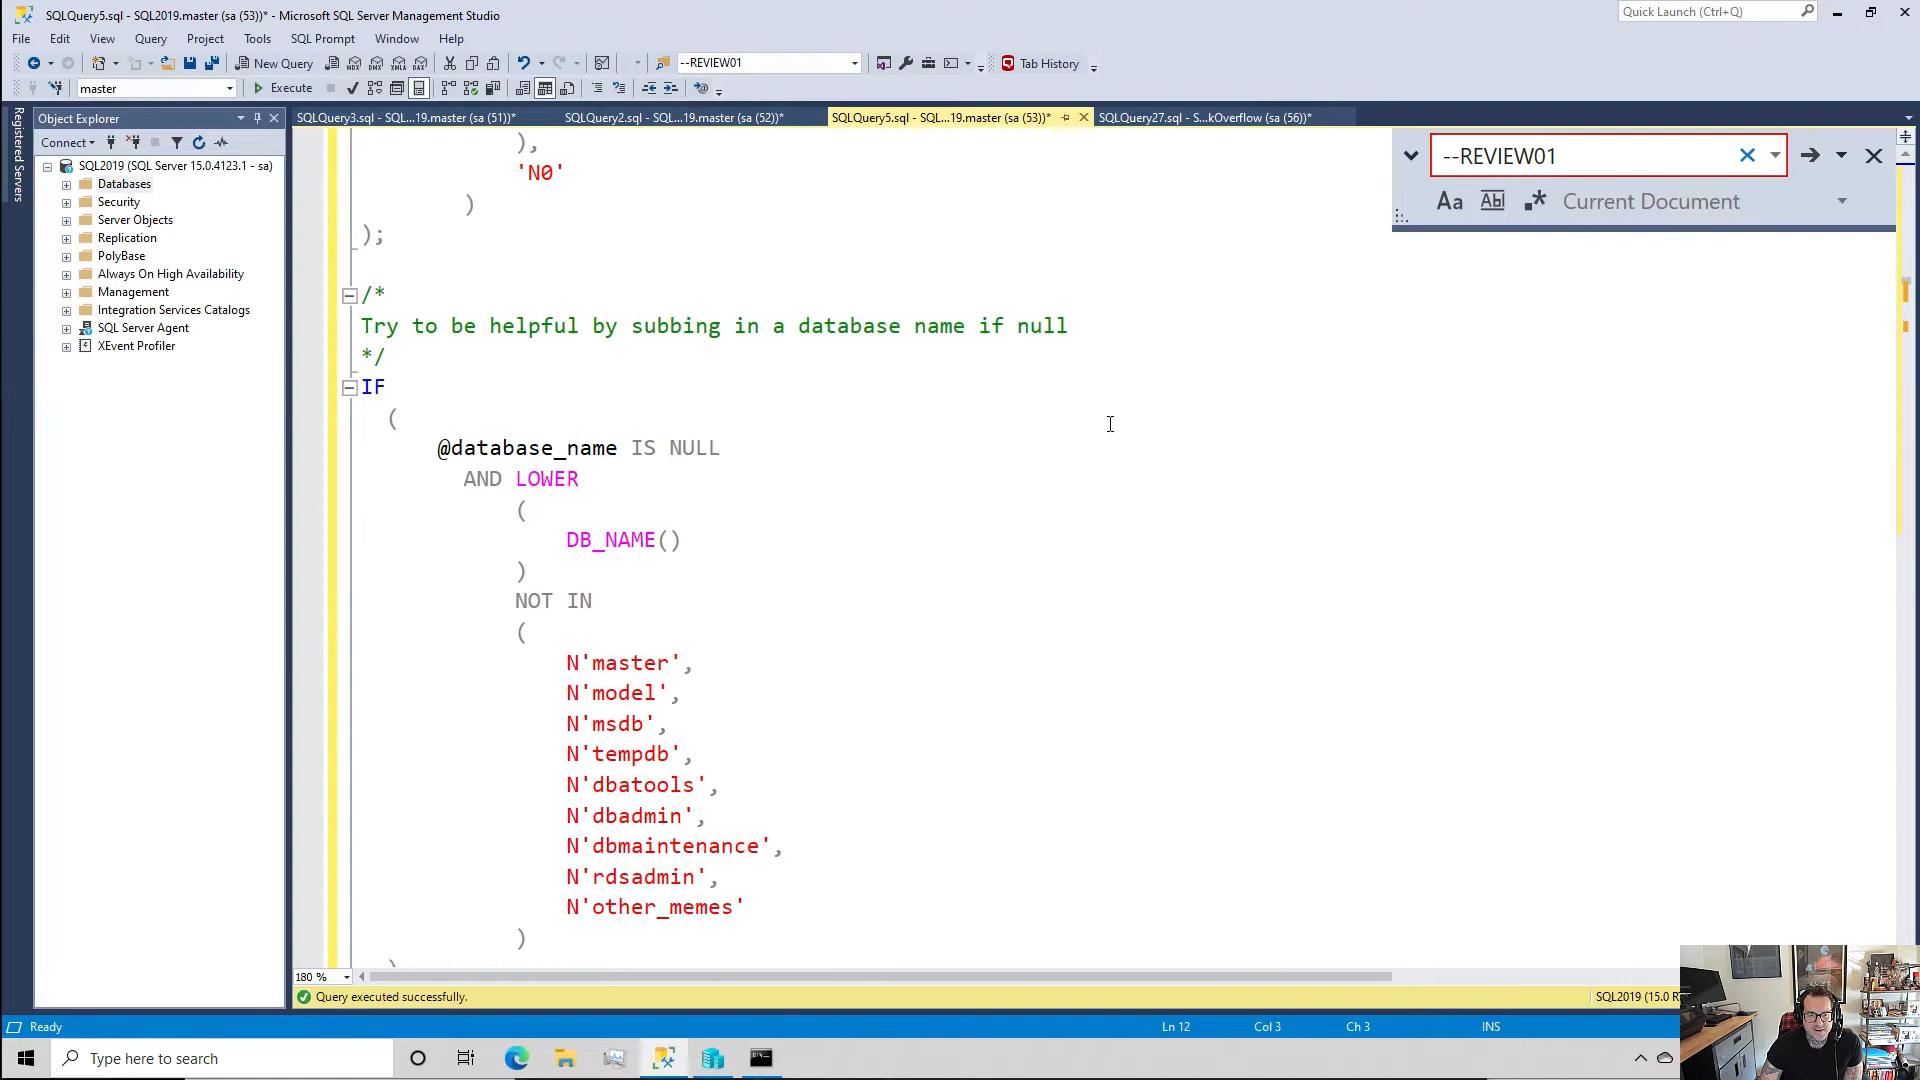 SQLQuery5.sql - SQL2019.master (sa (53))* - Microsoft SQL Server Management Studio
Quick Launch (Ctrl+Q)
File Edit View Query Project Tools SQL Prompt Window Help
New Query
--REVIEW01
Tab History
master
Execute
Registered Servers
Object Explorer
SQLQuery3.sql - SQL...19.master (sa (51))*
SQLQuery2.sql - SQL...19.master (sa (52))*
SQLQuery5.sql - SQL...19.master (sa (53))*
SQLQuery27.sql - S...kOverflow (sa (56))*
Connect
SQL2019 (SQL Server 15.0.4123.1 - sa)
Databases
Security
Server Objects
Replication
PolyBase
Always On High Availability
Management
Integration Services Catalogs
SQL Server Agent
XEvent Profiler
--REVIEW01
Aa Abl .* Current Document
),
'N0'
)
);
/*
Try to be helpful by subbing in a database name if null
*/
IF
(
@database_name IS NULL
AND LOWER
(
DB_NAME()
)
NOT IN
(
N'master',
N'model',
N'msdb',
N'tempdb',
N'dbatools',
N'dbadmin',
N'dbmaintenance',
N'rdsadmin',
N'other_memes'
)
180 %
Query executed successfully.
SQL2019 (15.0 R
Ready
Ln 12
Col 3
Ch 3
INS
Type here to search